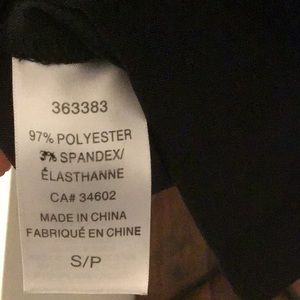 363383
97% POLYESTER
3% SPANDEX/
ÉLASTHANNE
CA# 34602
MADE IN CHINA
FABRIQUÉ EN CHINE
S/P